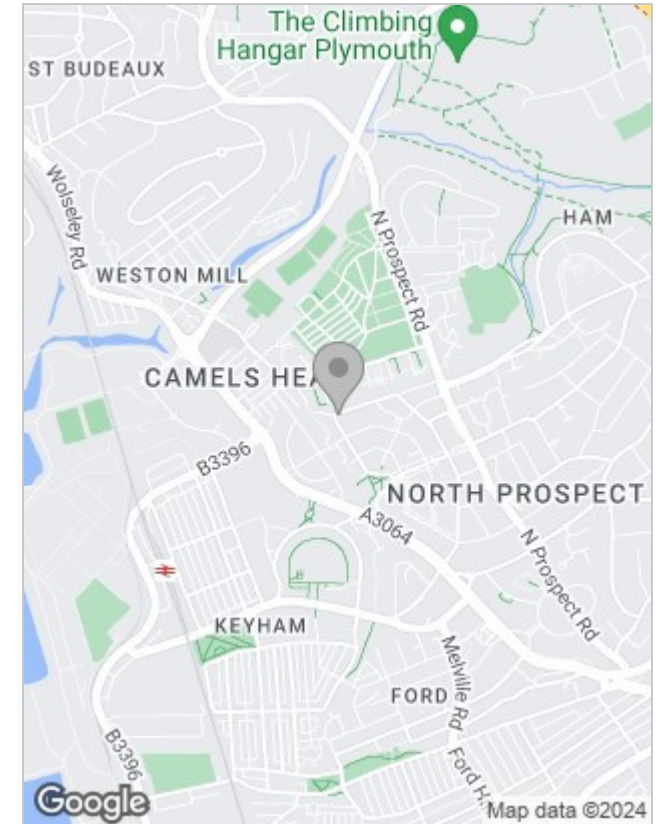 The Climbing
Hangar Plymouth
ST BUDEAUX
Wolseley Rd
N Prospect Rd
HAM
WESTON MILL
CAMELS HEA
B3396
NORTH PROSPECT
A3064
N Prospect Rd
KEYHAM
Melville Rd
FORD
B3396
Ford H
Google
Map data ©2024